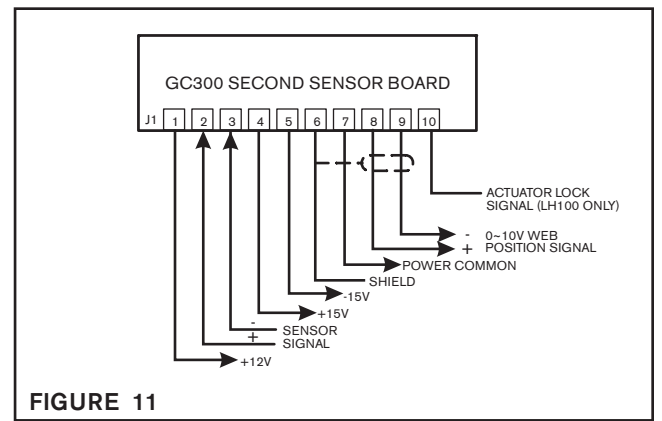 GC300 SECOND SENSOR BOARD
J1 1 2 3 4 5 6 7 8 9 10
ACTUATOR LOCK
SIGNAL (LH100 ONLY)
- 0~10V WEB
+ POSITION SIGNAL
POWER COMMON
SHIELD
-15V
+15V
- SENSOR
+ SIGNAL
+12V
FIGURE 11